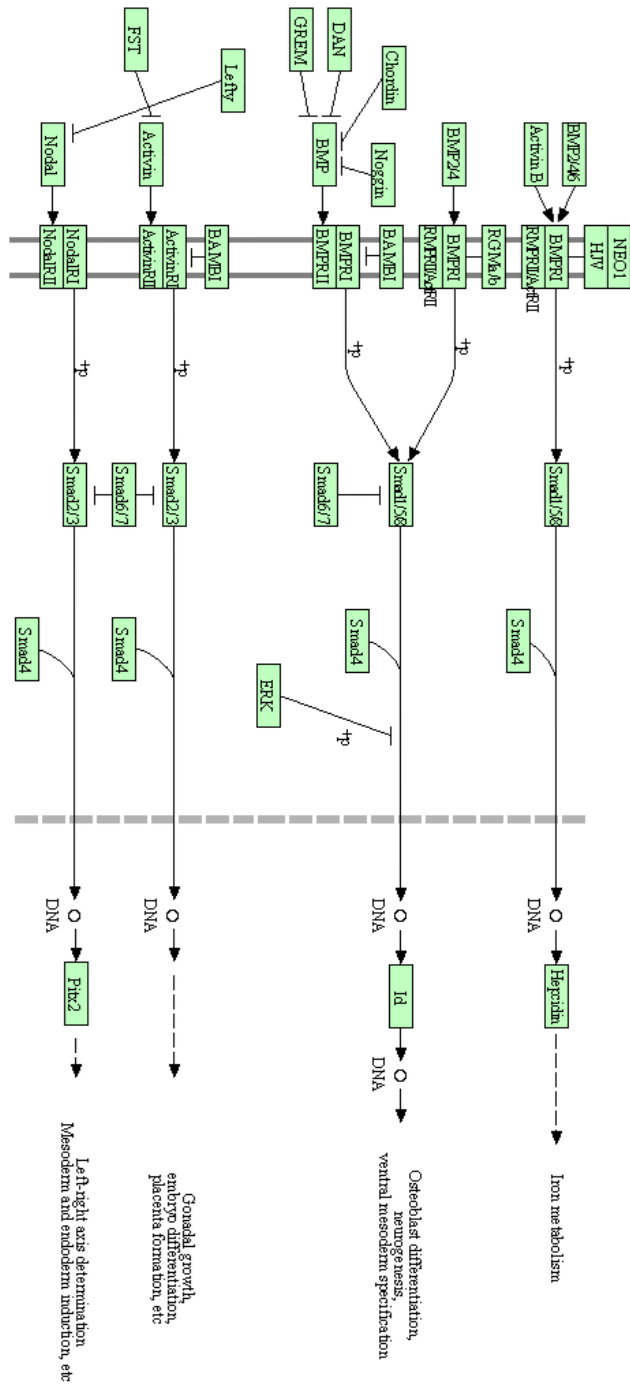 NEO1
HJV
BMP2/4/6
Activin B
BMPRI
RMPRII/ActRII
+p
Smad1/5/8
Smad4
DNA
Hepcidin
Iron metabolism
RGMa/b
BMP2/4
BMPRI
RMPRII/ActRII
+p
Chordin
Noggin
DAN
GREM
BMP
BAMBI
BMPRI
BMPRII
+p
Smad1/5/8
Smad6/7
Smad4
ERK
+p
DNA
Id
DNA
Osteoblast differentiation,
neurogenesis,
ventral mesoderm specification
BAMBI
FST
Activin
ActivinRI
ActivinRII
+p
Smad2/3
Smad6/7
Smad4
DNA
Gonadal growth,
embryo differentiation,
placenta formation, etc
Lefty
Nodal
NodalRI
NodalRII
+p
Smad2/3
Smad4
DNA
Pitx2
Left-right axis determination
Mesoderm and endoderm induction, etc